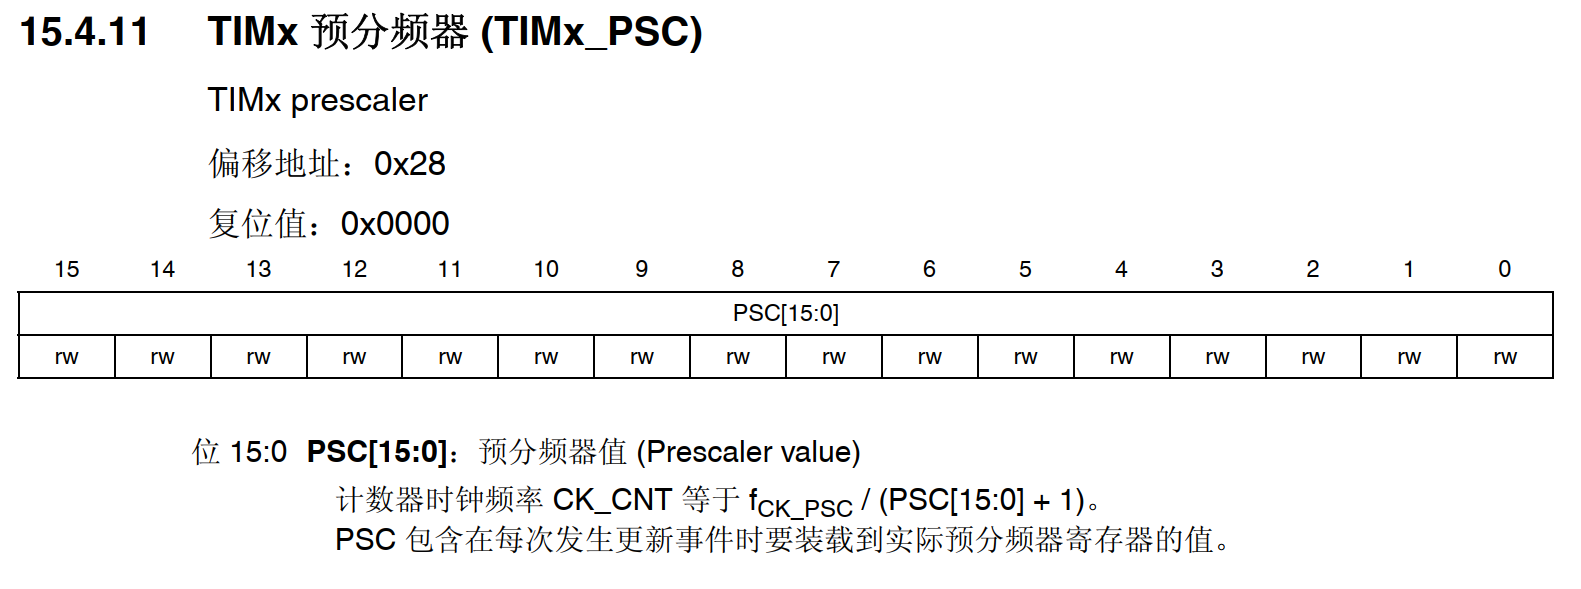 15.4.11 TIMx 预分频器 (TIMx_PSC)
TIMx prescaler
偏移地址：0x28
复位值：0x0000
15 14 13 12 11 10 9 8 7 6 5 4 3 2 1 0
PSC[15:0]
rw rw rw rw rw rw rw rw rw rw rw rw rw rw rw rw
位 15:0 PSC[15:0]：预分频器值 (Prescaler value)
计数器时钟频率 CK_CNT 等于 fCK_PSC / (PSC[15:0] + 1)。
PSC 包含在每次发生更新事件时要装载到实际预分频器寄存器的值。